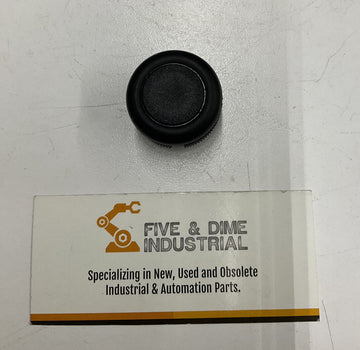 FIVE & DIME
INDUSTRIAL
Specializing in New, Used and Obsolete
Industrial & Automation Parts.